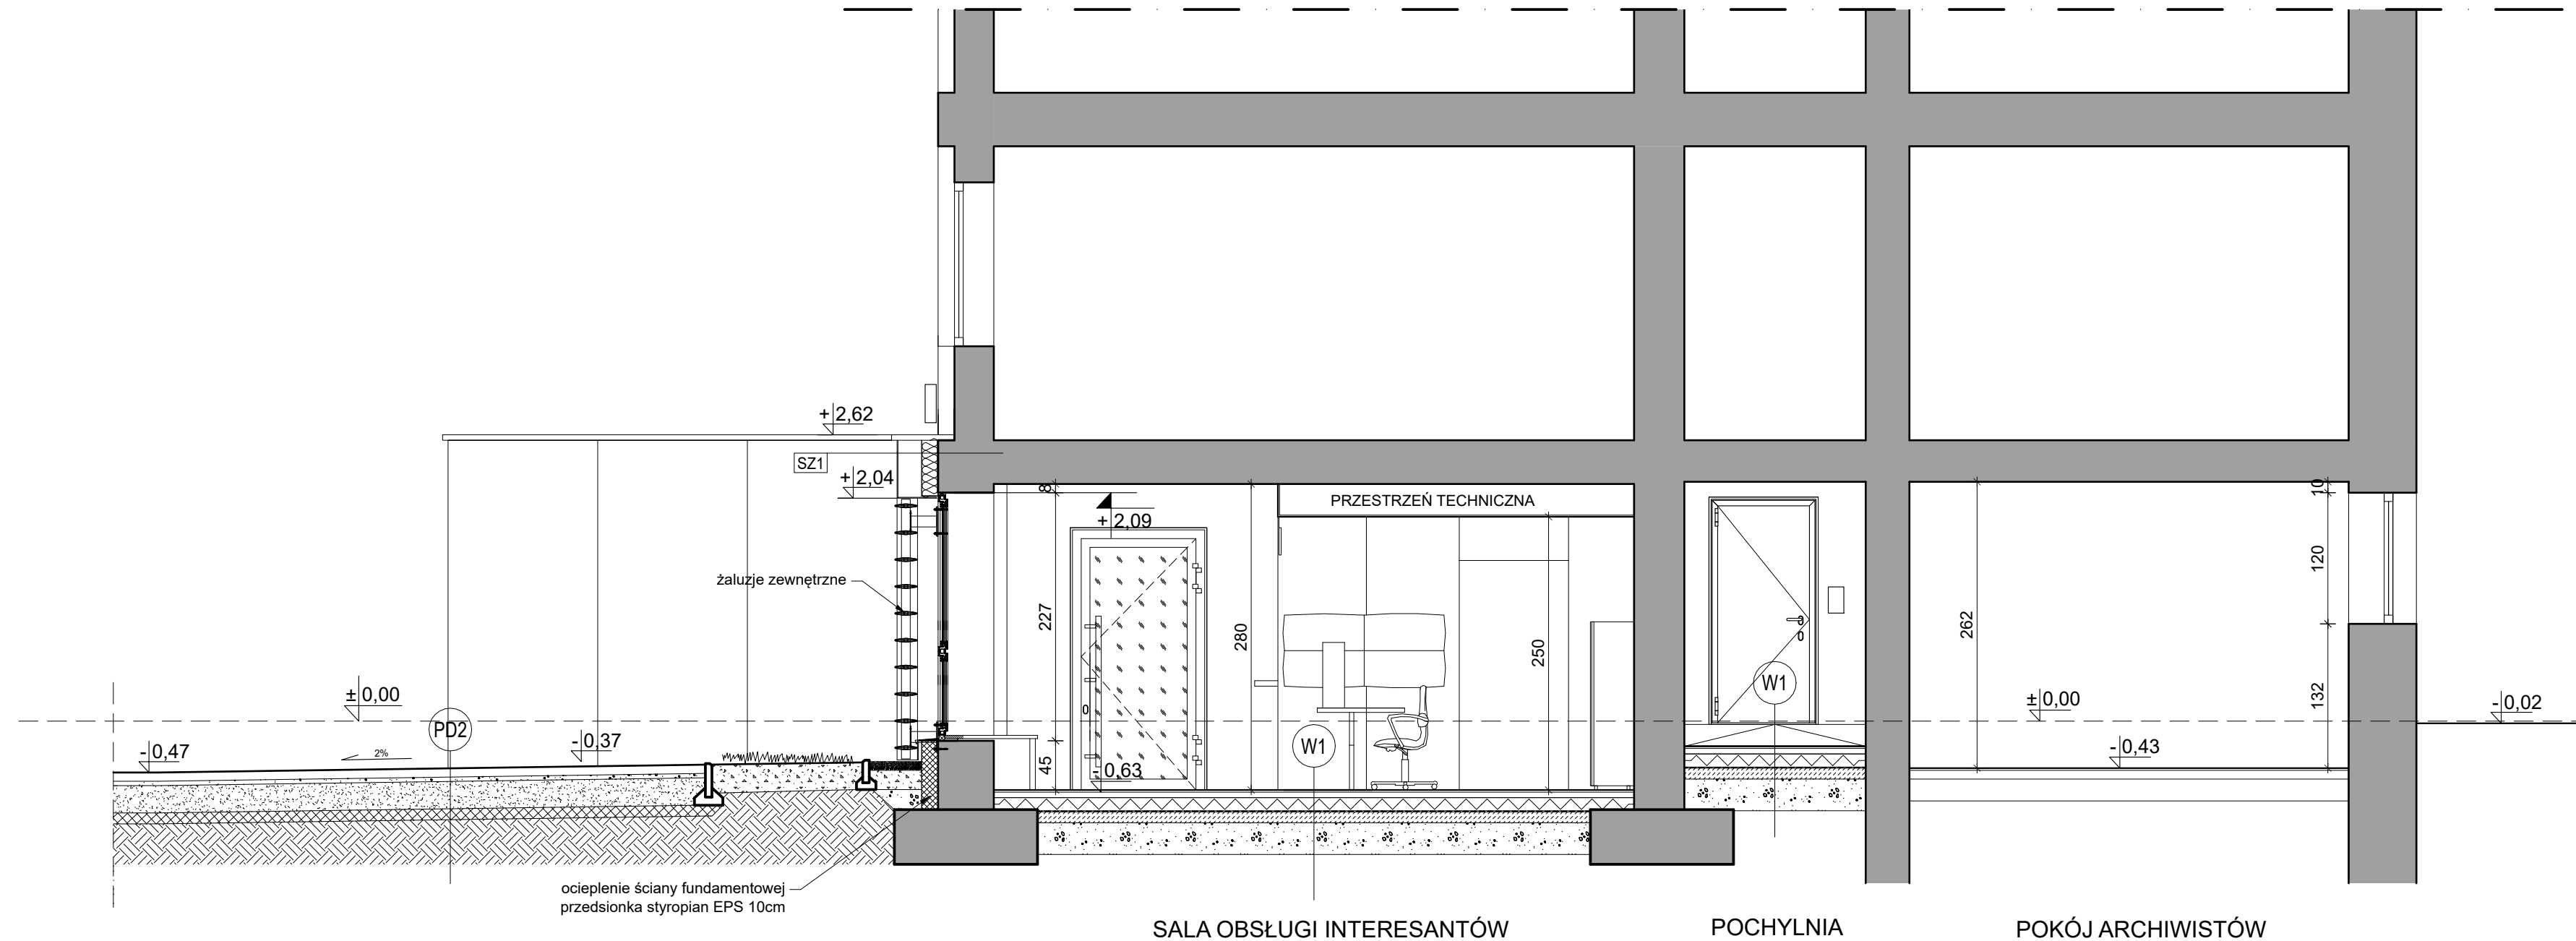 +2,62
SZ1
+2,04
8
PRZESTRZEŃ TECHNICZNA
10
+2,09
żaluzje zewnętrzne
227
280
250
262
120
132
±0,00
PD2
W1
W1
±0,00
-0,02
-0,47
2%
-0,37
45
-0,63
-0,43
ocieplenie ściany fundamentowej
przedsionka styropian EPS 10cm
SALA OBSŁUGI INTERESANTÓW
POCHYLNIA
POKÓJ ARCHIWISTÓW